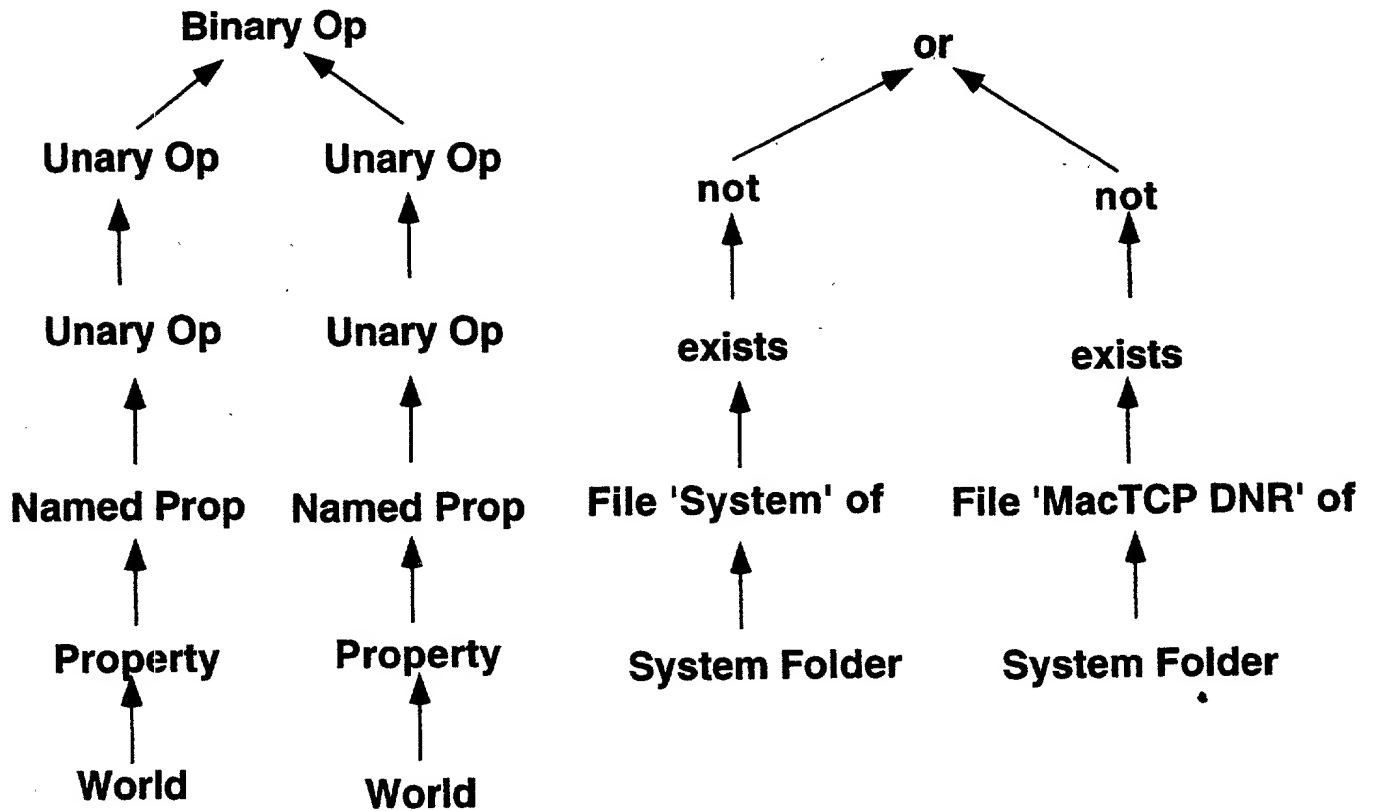 Binary Op
Unary Op
Unary Op
Unary Op
Unary Op
Named Prop
Named Prop
Property
Property
World
World
or
not
not
exists
exists
File 'System' of
File 'MacTCP DNR' of
System Folder
System Folder